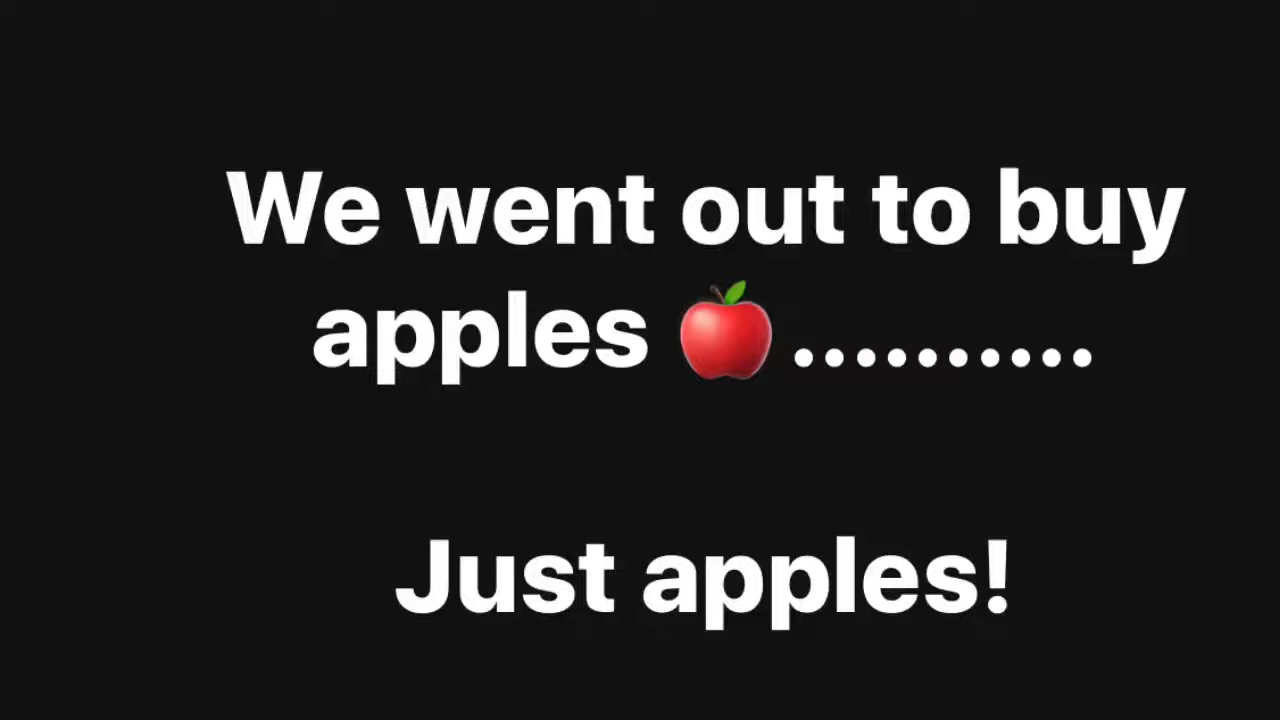 We went out to buy
apples 🍎..........
Just apples!